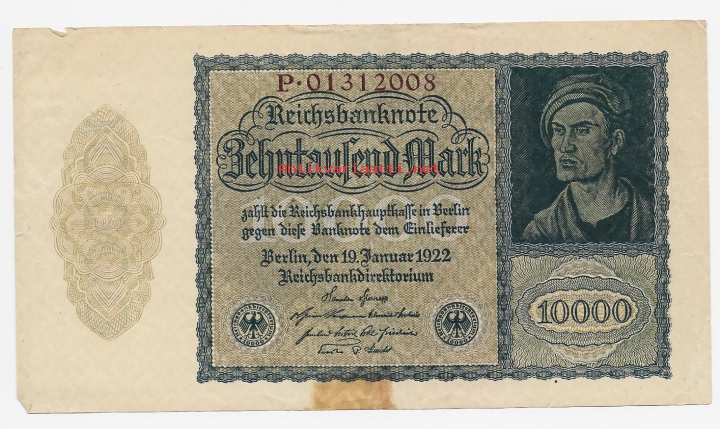 P·01312008
Reichsbanknote
Zehntausend Mark
zahlt die Reichsbankhauptkasse in Berlin
gegen diese Banknote dem Einlieferer
10000
Berlin, den 19. Januar 1922
Reichsbankdirektorium
10000